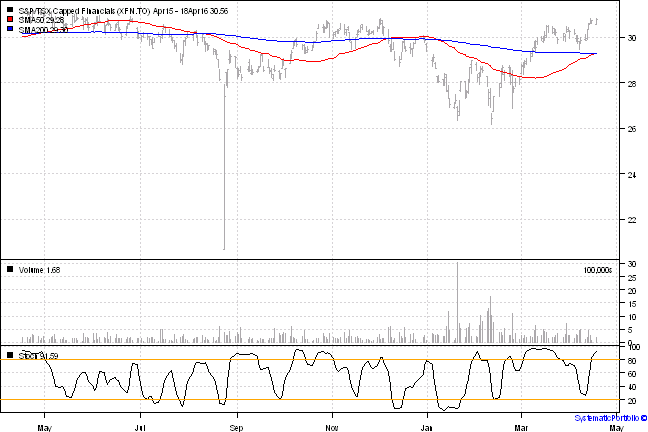 S&P/TSX Capped Financials (XFN.TO) Apr15 - 18Apr16 30.56
SMA50 29.28
SMA200 29.30
30
28
26
24
22
Volume 1.68
100,000s
30
25
20
15
10
5
0
Stoch 91.59
100
80
60
40
20
May Jul Sep Nov Jan Mar May
SystematicPortfolio ©